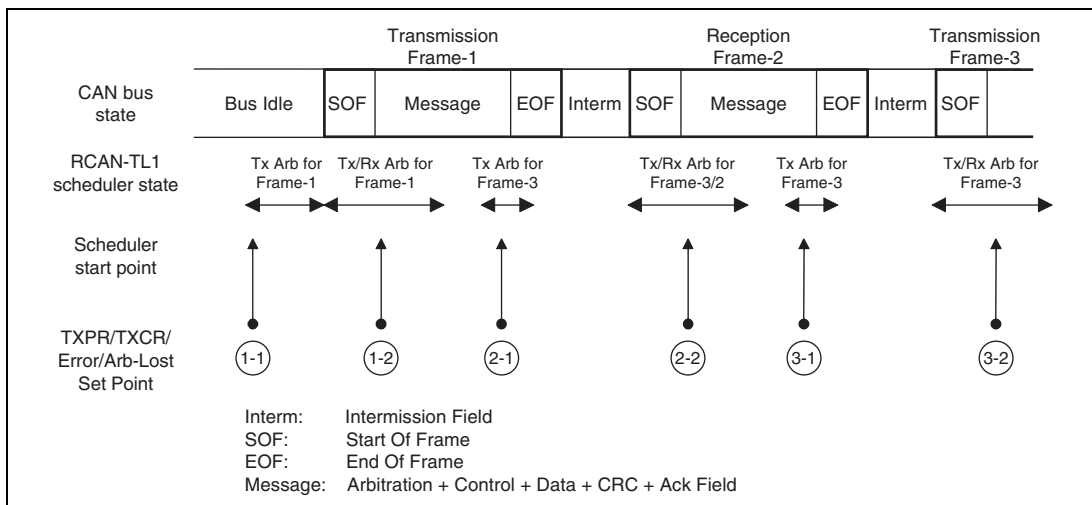 Transmission
Frame-1
Reception
Frame-2
Transmission
Frame-3
CAN bus
state
Bus Idle
SOF
Message
EOF
Interm
SOF
Message
EOF
Interm
SOF
RCAN-TL1
scheduler state
Tx Arb for
Frame-1
Tx/Rx Arb for
Frame-1
Tx Arb for
Frame-3
Tx/Rx Arb for
Frame-3/2
Tx Arb for
Frame-3
Tx/Rx Arb for
Frame-3
Scheduler
start point
TXPR/TXCR/
Error/Arb-Lost
Set Point
1-1
1-2
2-1
2-2
3-1
3-2
Interm: Intermission Field
SOF: Start Of Frame
EOF: End Of Frame
Message: Arbitration + Control + Data + CRC + Ack Field